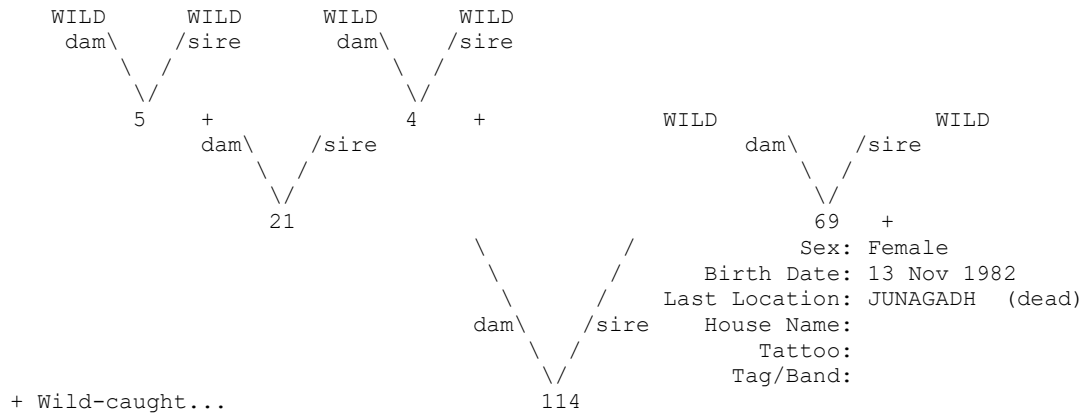 WILD WILD WILD WILD
dam\ /sire dam\ /sire
\ / \ /
\/ \/
5 + 4 + WILD WILD
dam\ /sire dam\ /sire
\ / \ /
\/ \/
21 69 +
\ / Sex: Female
\ / Birth Date: 13 Nov 1982
\ / Last Location: JUNAGADH (dead)
dam\ /sire House Name:
\ / Tattoo:
\/ Tag/Band:
+ Wild-caught... 114